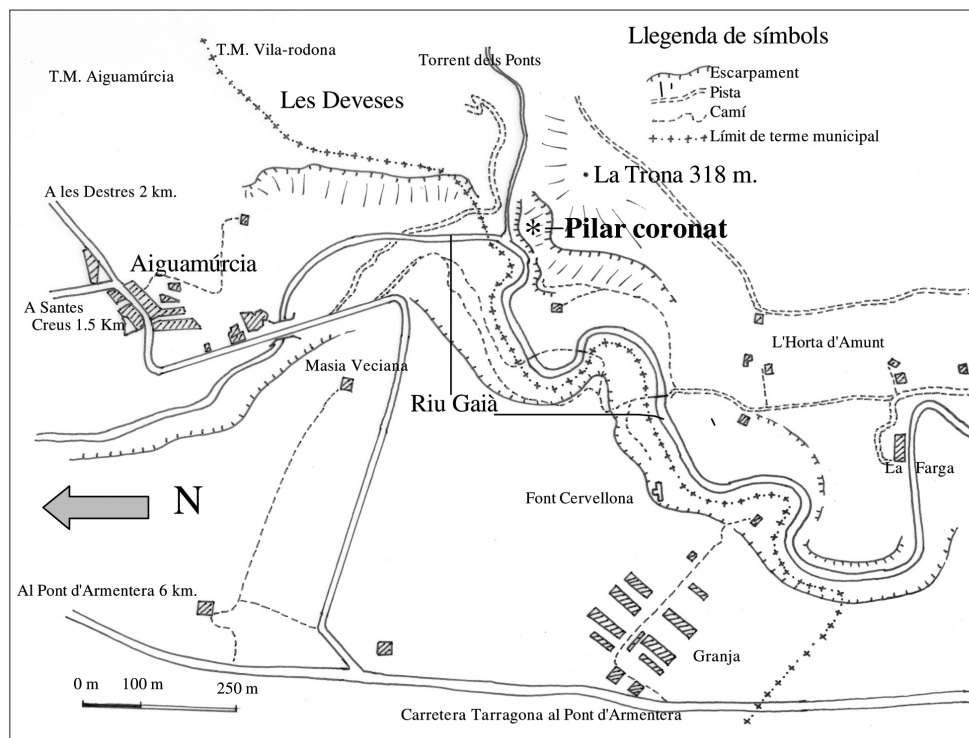 T.M. Vila-rodona
T.M. Aiguamúrcia
Torrent dels Ponts
Llegenda de símbols
Escarpament
Pista
Camí
Límit de terme municipal
Les Deveses
A les Destres 2 km.
La Trona 318 m.
Pilar coronat
Aiguamúrcia
A Santes
Creus 1.5 Km
L'Horta d'Amunt
Masia Veciana
Riu Gaià
La Farga
Font Cervellona
N
Al Pont d'Armentera 6 km.
Granja
0 m 100 m 250 m
Carretera Tarragona al Pont d'Armentera